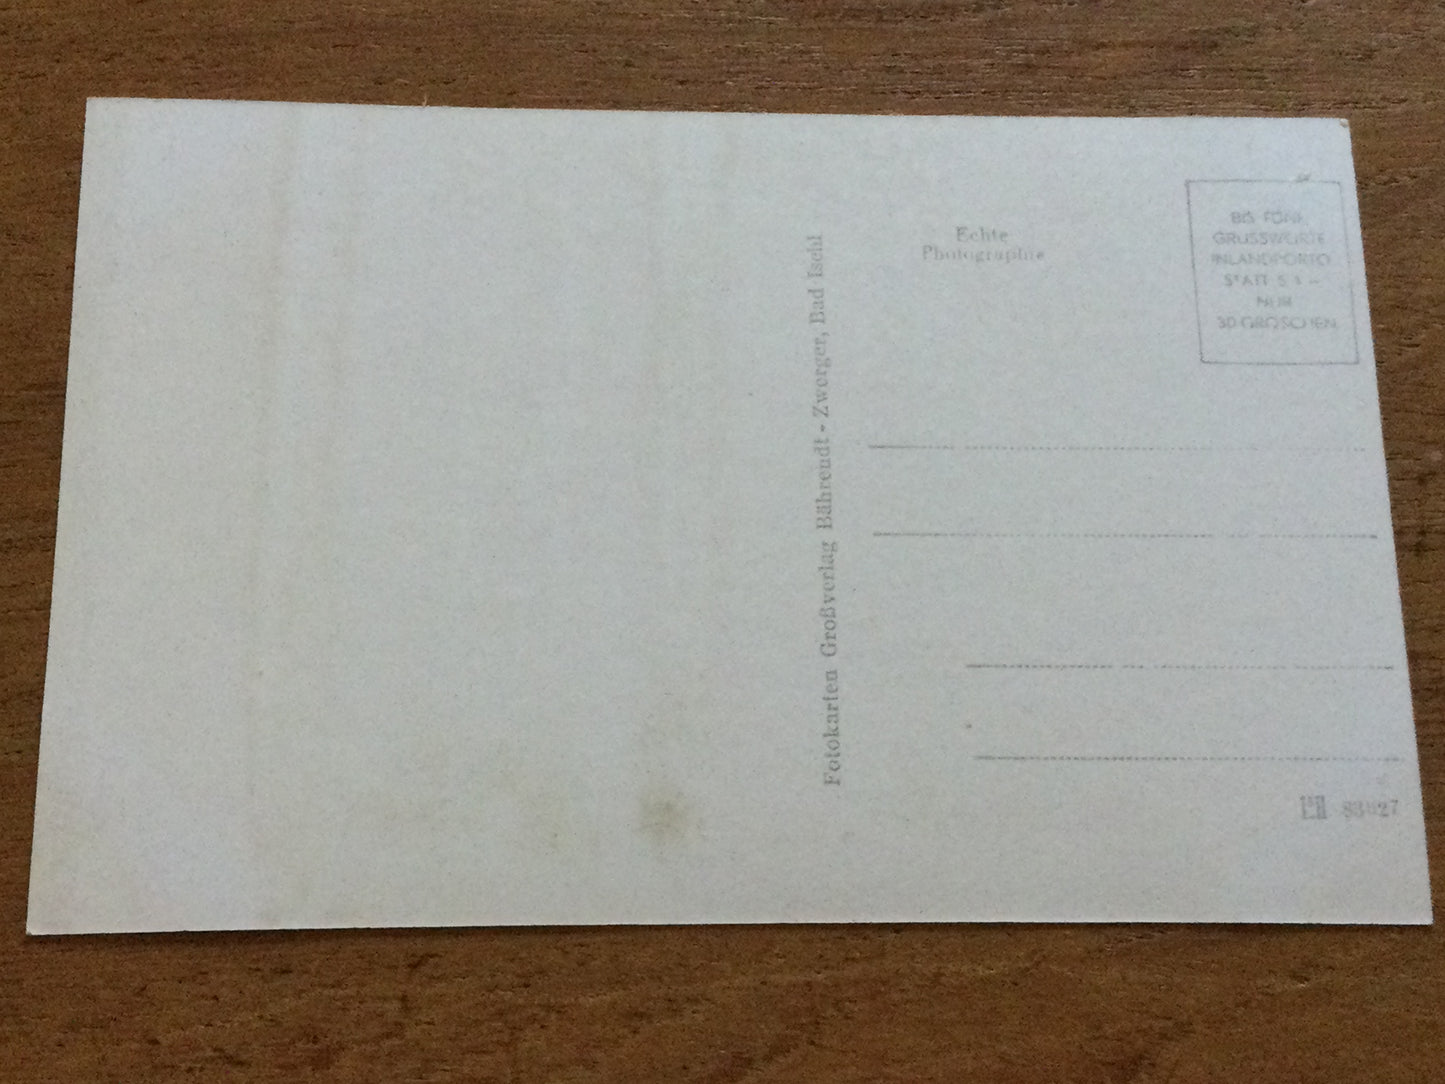 Echte
Photographie
BIS FÜNF
GRUSSWORTE
INLANDPORTO
STATT S 1 –
NUR
30 GROSCHEN
Fotokarten Großverlag Bährendt - Zwerger, Bad Ischl